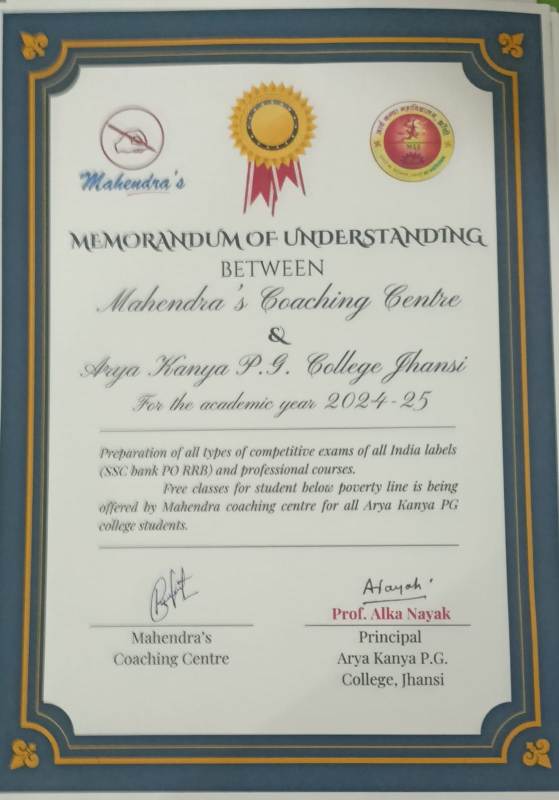 Mahendra's
MEMORANDUM OF UNDERSTANDING
BETWEEN
Mahendra's Coaching Centre
&
Arya Kanya P.G. College Jhansi
For the academic year 2024-25
Preparation of all types of competitive exams of all India labels
(SSC bank PO RRB) and professional courses.
Free classes for student below poverty line is being
offered by Mahendra coaching centre for all Arya Kanya PG
college students.
Prof. Alka Nayak
Mahendra's
Coaching Centre
Principal
Arya Kanya P.G.
College, Jhansi